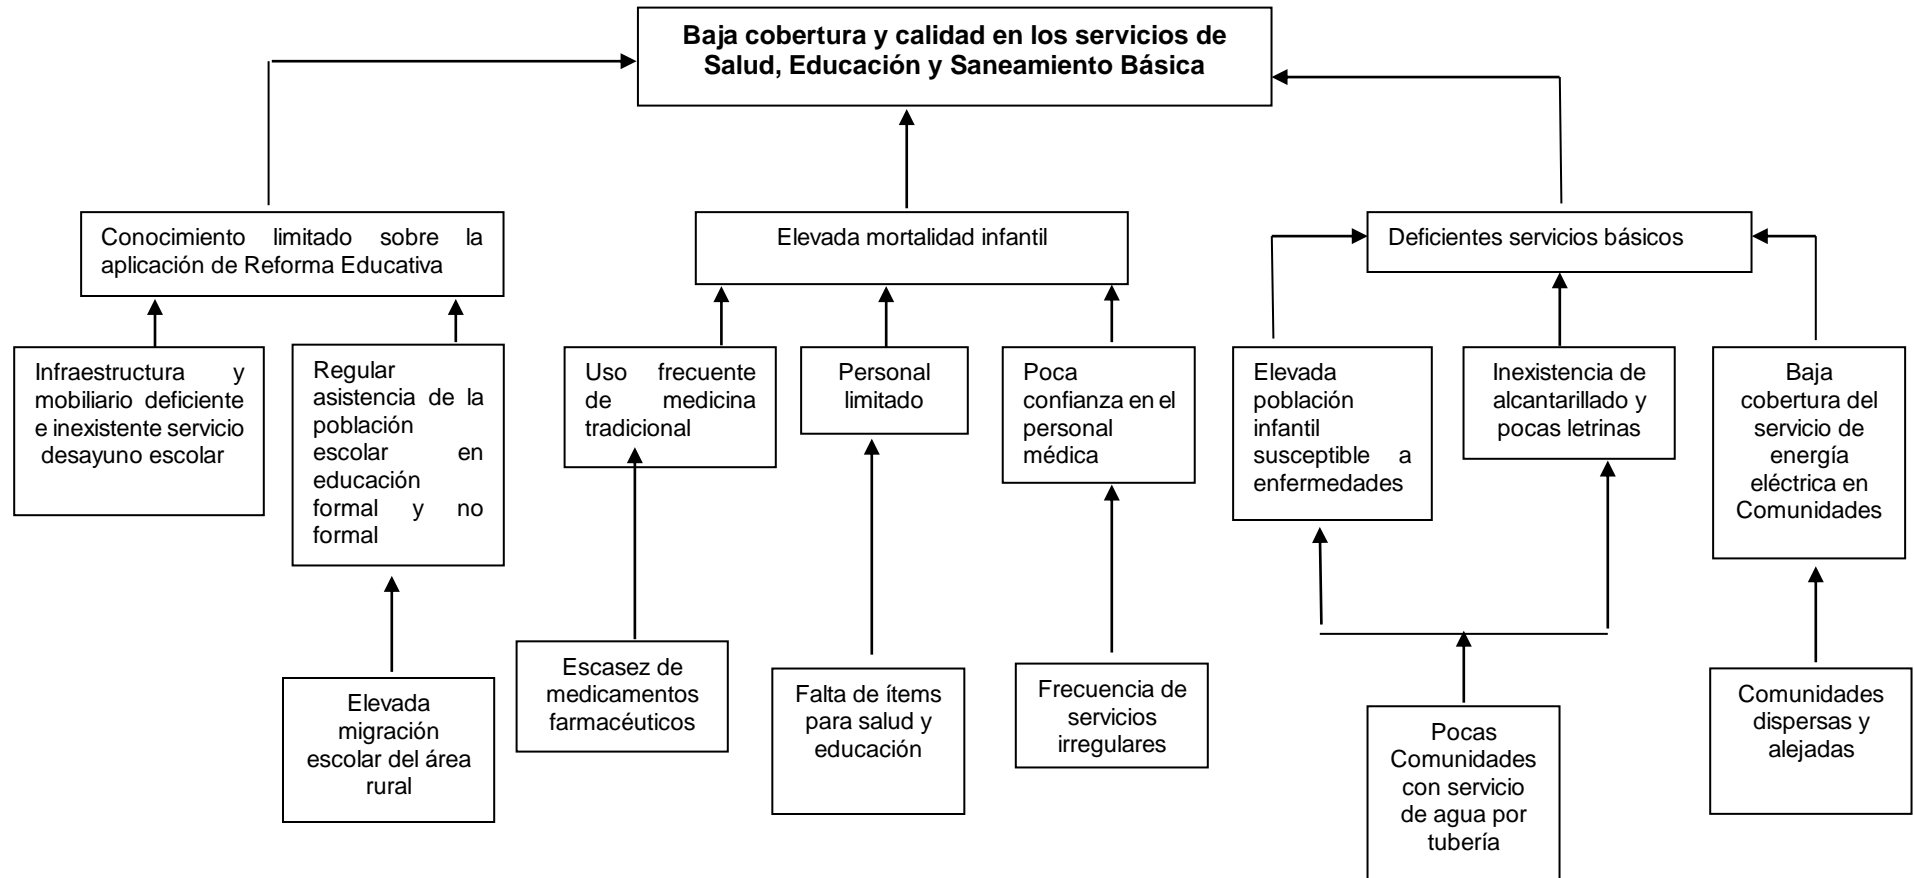 Baja cobertura y calidad en los servicios de
Salud, Educación y Saneamiento Básica
Conocimiento limitado sobre la
aplicación de Reforma Educativa
Elevada mortalidad infantil
Deficientes servicios básicos
Infraestructura y
mobiliario deficiente
e inexistente servicio
desayuno escolar
Regular
asistencia de la
población
escolar en
educación
formal y no
formal
Uso frecuente
de medicina
tradicional
Personal
limitado
Poca
confianza en el
personal
médica
Elevada
población
infantil
susceptible a
enfermedades
Inexistencia de
alcantarillado y
pocas letrinas
Baja
cobertura del
servicio de
energía
eléctrica en
Comunidades
Elevada
migración
escolar del área
rural
Escasez de
medicamentos
farmacéuticos
Falta de ítems
para salud y
educación
Frecuencia de
servicios
irregulares
Pocas
Comunidades
con servicio
de agua por
tubería
Comunidades
dispersas y
alejadas